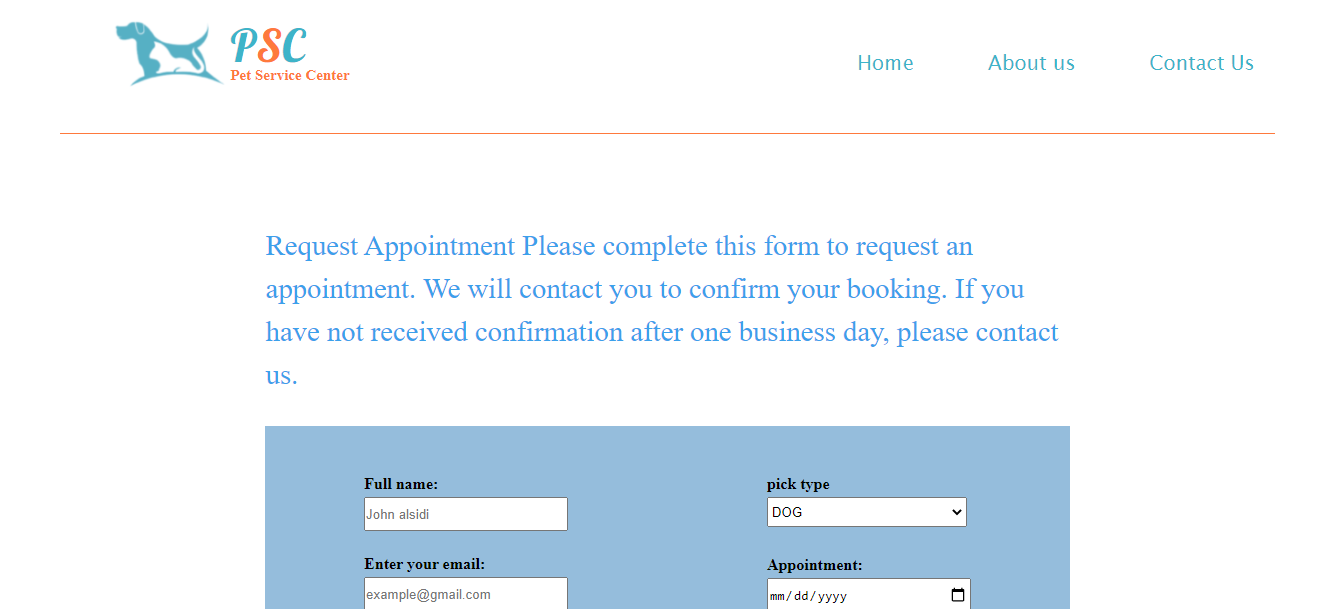 PSC
Pet Service Center
Home
About us
Contact Us
Request Appointment Please complete this form to request an
appointment. We will contact you to confirm your booking. If you
have not received confirmation after one business day, please contact
us.
Full name:
pick type
John alsidi
DOG
Enter your email:
Appointment:
example@gmail.com
mm/dd/yyyy